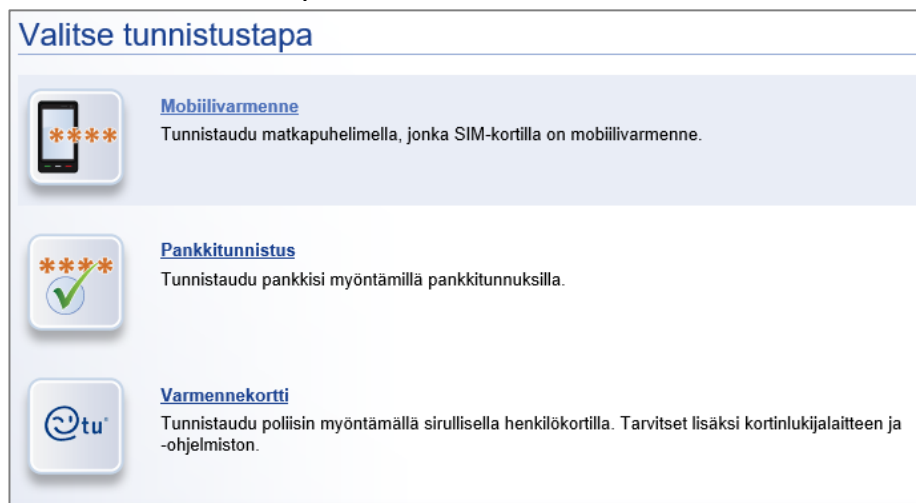 Valitse tunnistustapa
****
Mobiilivarmenne
Tunnistaudu matkapuhelimella, jonka SIM-kortilla on mobiilivarmenne.
****
Pankkitunnistus
Tunnistaudu pankkisi myöntämillä pankkitunnuksilla.
tu
Varmennekortti
Tunnistaudu poliisin myöntämällä sirullisella henkilökortilla. Tarvitset lisäksi kortinlukijalaitteen ja
-ohjelmiston.